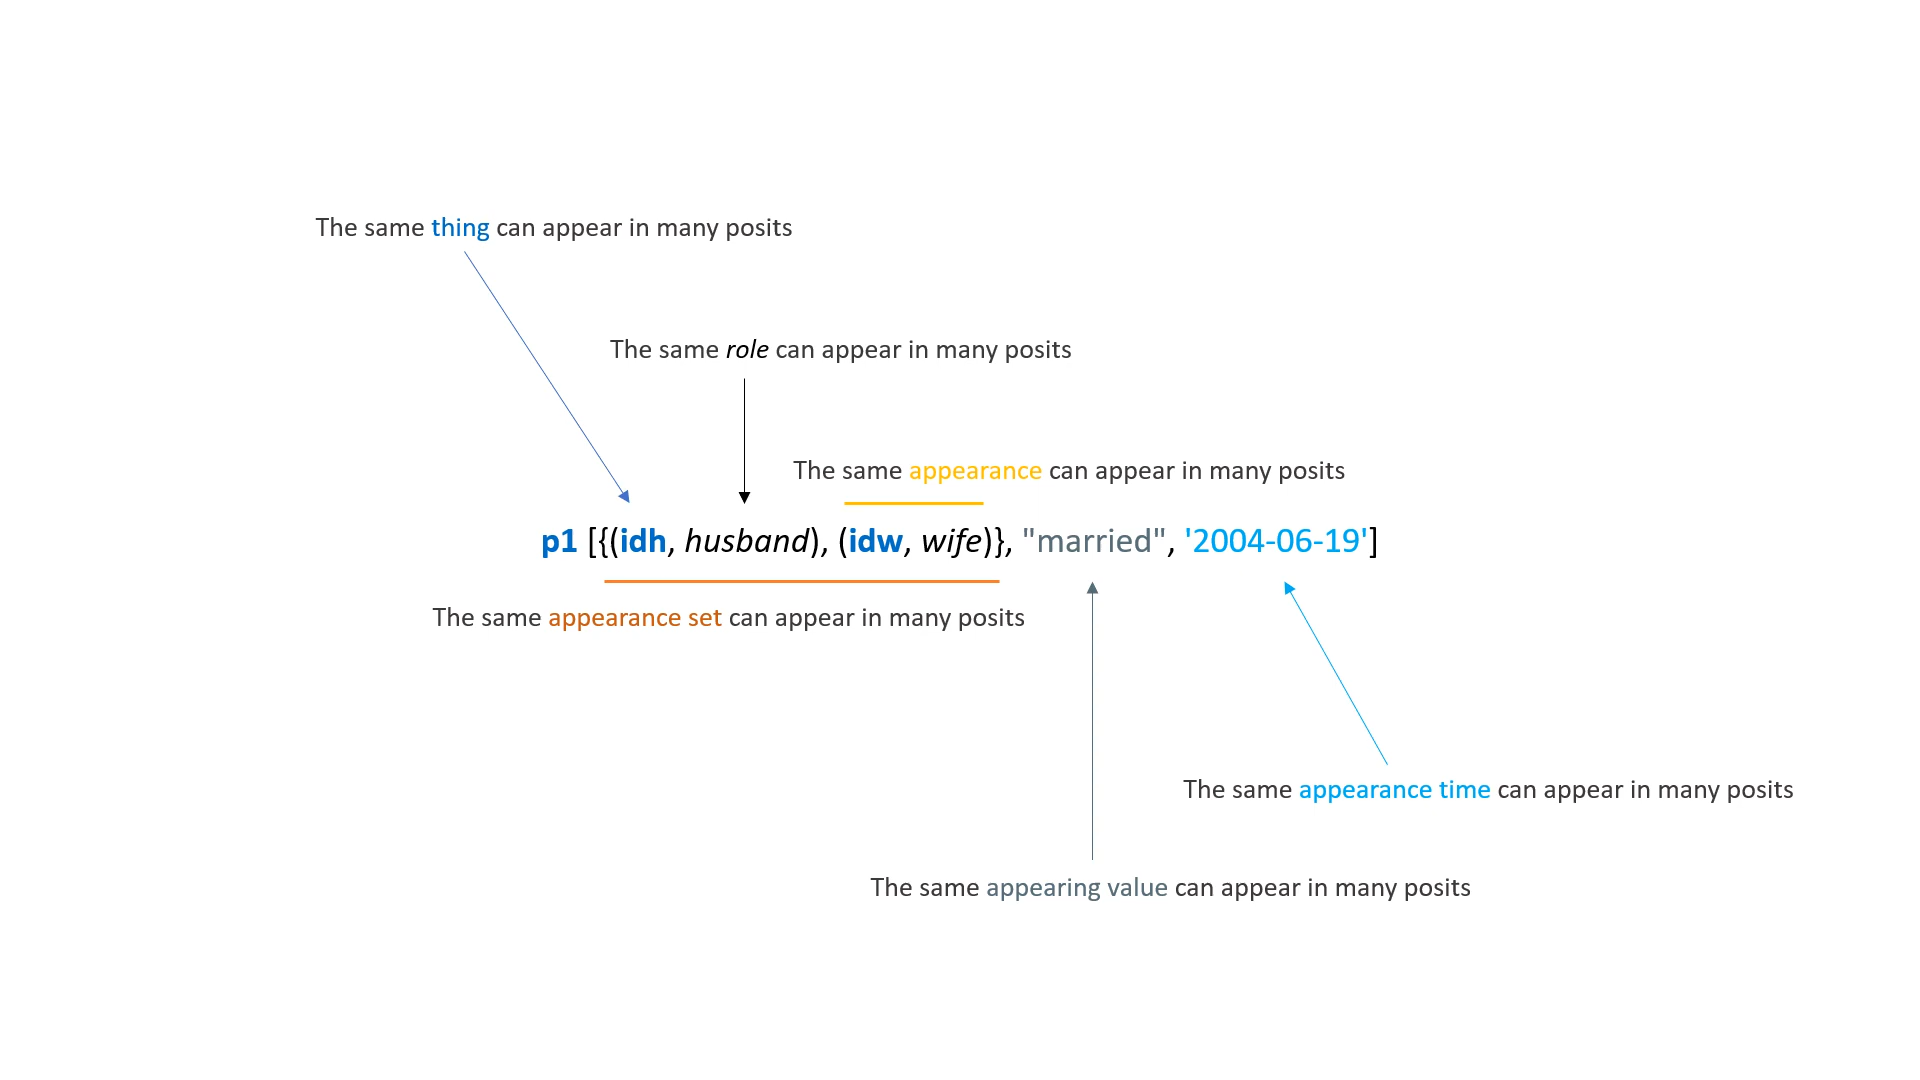 The same thing can appear in many posits
The same role can appear in many posits
The same appearance can appear in many posits
p1 [{(idh, husband), (idw, wife)}, "married", '2004-06-19']
The same appearance set can appear in many posits
The same appearance time can appear in many posits
The same appearing value can appear in many posits